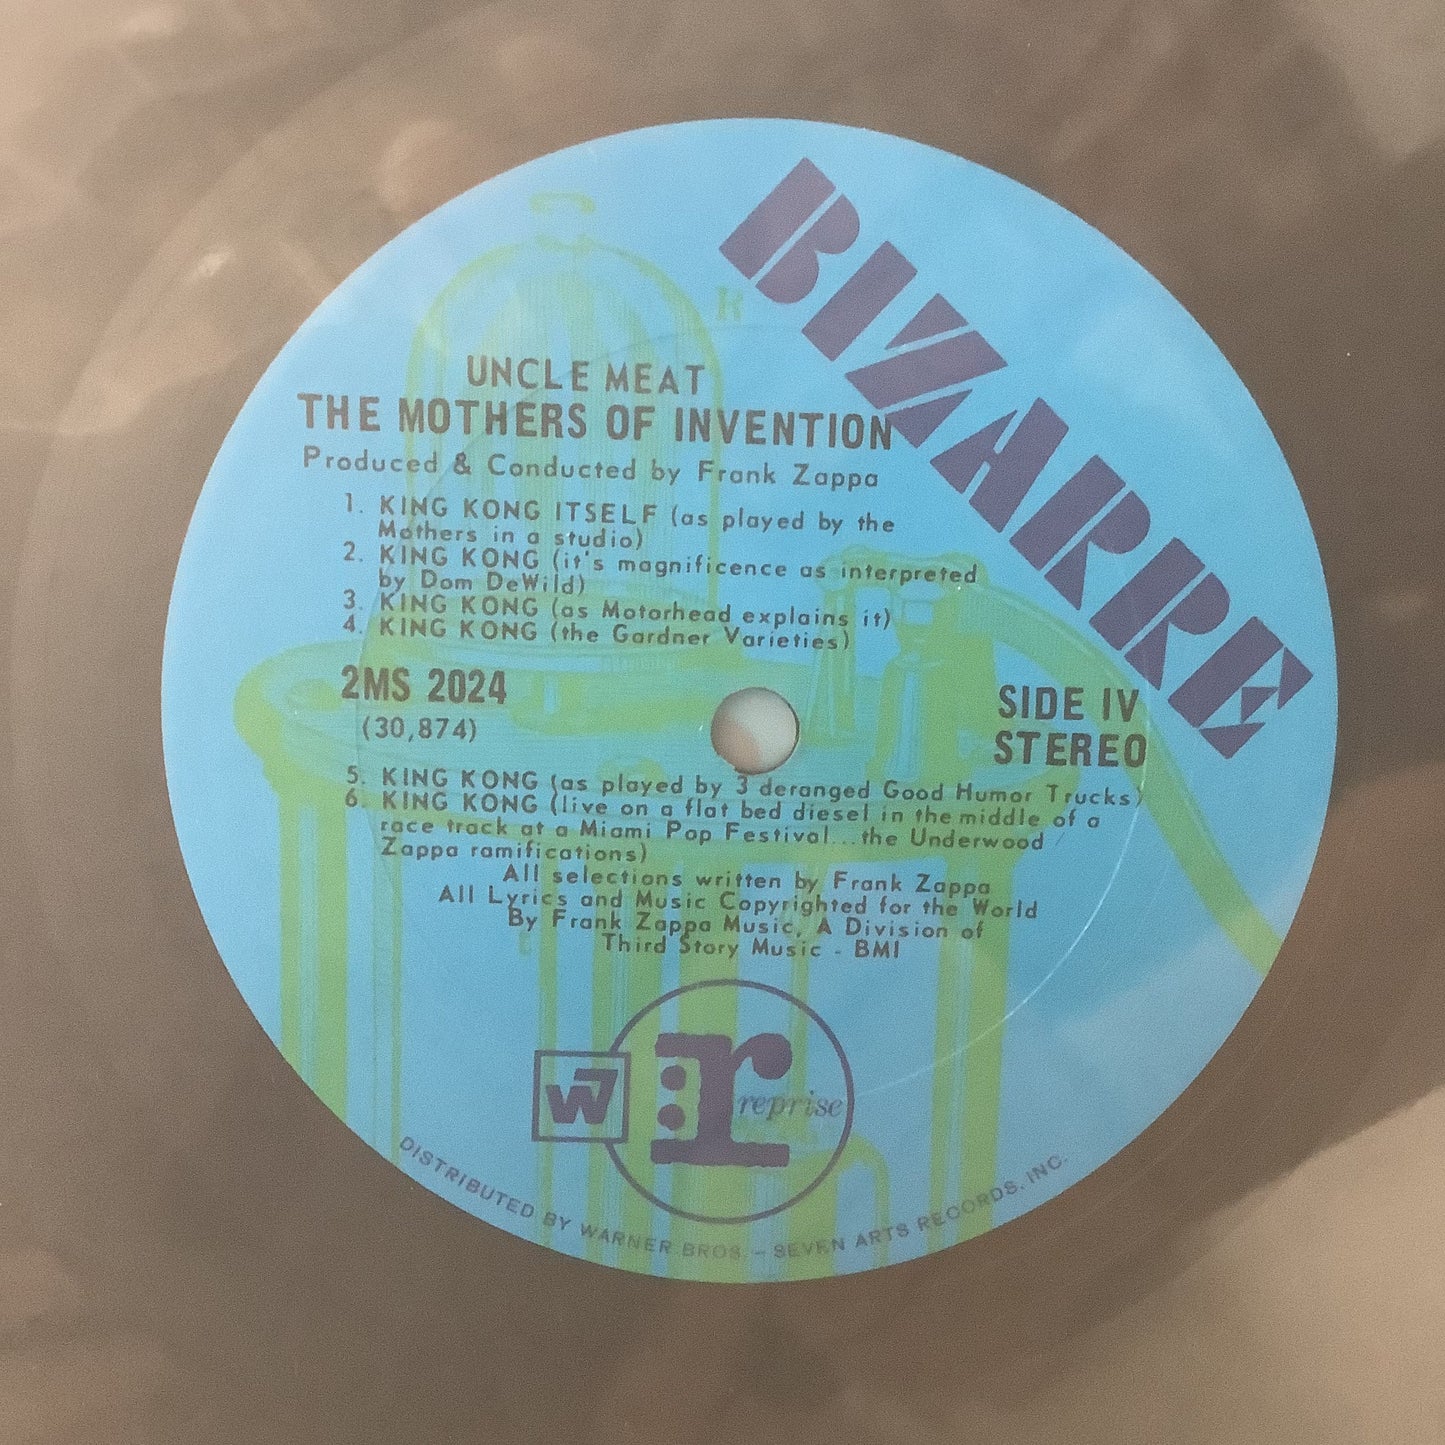 BIZARRE
UNCLE MEAT
THE MOTHERS OF INVENTION
Produced & Conducted by Frank Zappa
1. KING KONG ITSELF (as played by the
Mothers in a studio)
2. KING KONG (it's magnificence as interpreted
by Dom DeWild)
3. KING KONG (as Motorhead explains it)
4. KING KONG (the Gardner Varieties)
2MS 2024
(30,874)
SIDE IV
STEREO
5. KING KONG (as played by 3 deranged Good Humor Trucks)
6. KING KONG (live on a flat bed diesel in the middle of a
race track at a Miami Pop Festival...the Underwood
Zappa ramifications)
All selections written by Frank Zappa
All Lyrics and Music Copyrighted for the World
By Frank Zappa Music, A Division of
Third Story Music - BMI
W7
r:reprise
DISTRIBUTED BY WARNER BROS. – SEVEN ARTS RECORDS, INC.